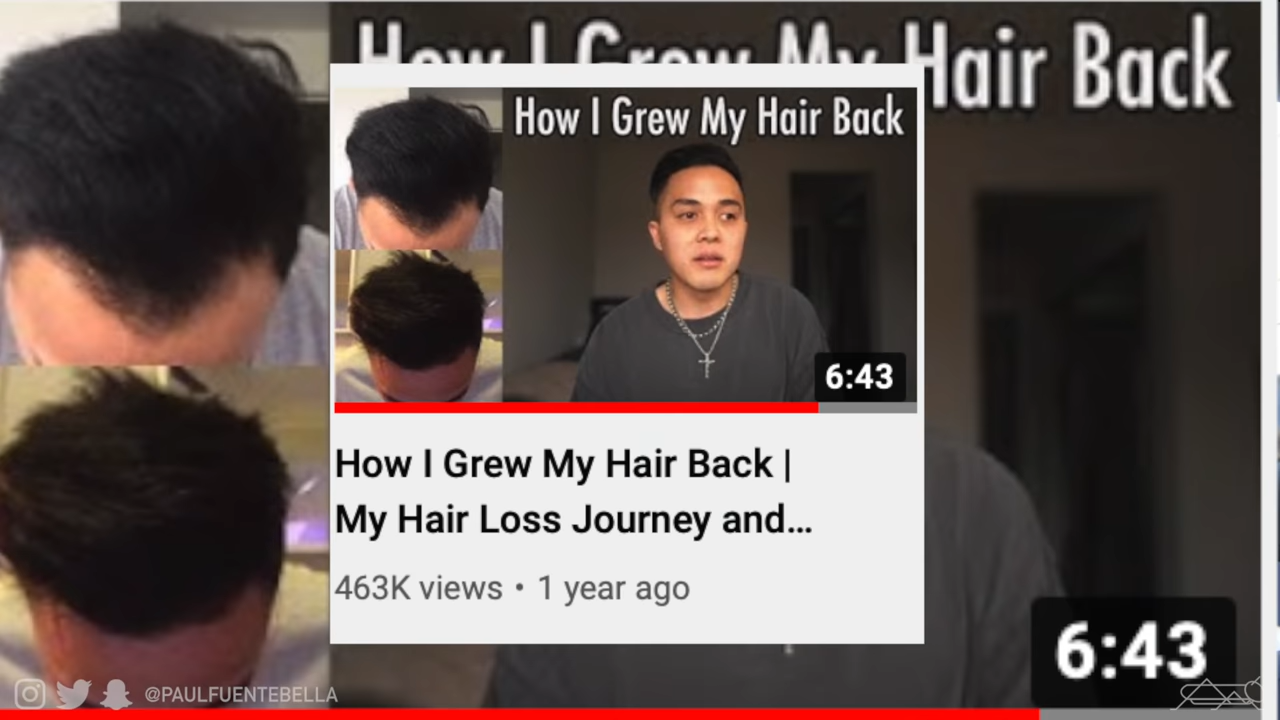 How I Grew My Hair Back
How I Grew My Hair Back
6:43
How I Grew My Hair Back |
My Hair Loss Journey and...
463K views • 1 year ago
6:43
@PAULFUENTEBELLA